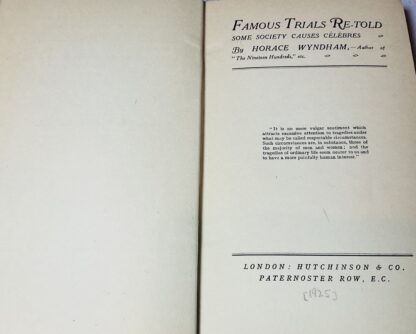 FAMOUS TRIALS RE-TOLD
SOME SOCIETY CAUSES CÉLÈBRES
By HORACE WYNDHAM,—Author of
"The Nineteen Hundreds," etc.
"It is no mere vulgar sentiment which
attracts excessive attention to tragedies under
what may be called respectable circumstances.
Such circumstances are, in substance, those of
the majority of men and women; and the
tragedies of ordinary life seem nearer to us and
to have a more painfully human interest."
LONDON: HUTCHINSON & CO.
PATERNOSTER ROW, E.C.
[1925]